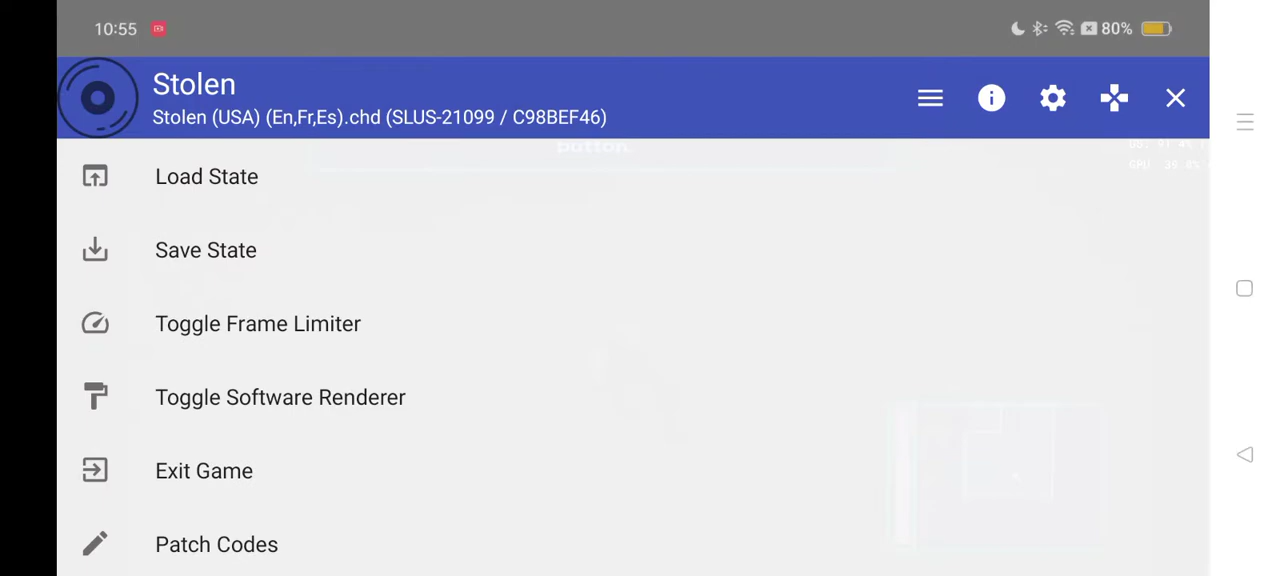 10:55
80%
Stolen
Stolen (USA) (En,Fr,Es).chd (SLUS-21099 / C98BEF46)
button.
Load State
Save State
Toggle Frame Limiter
Toggle Software Renderer
Exit Game
Patch Codes